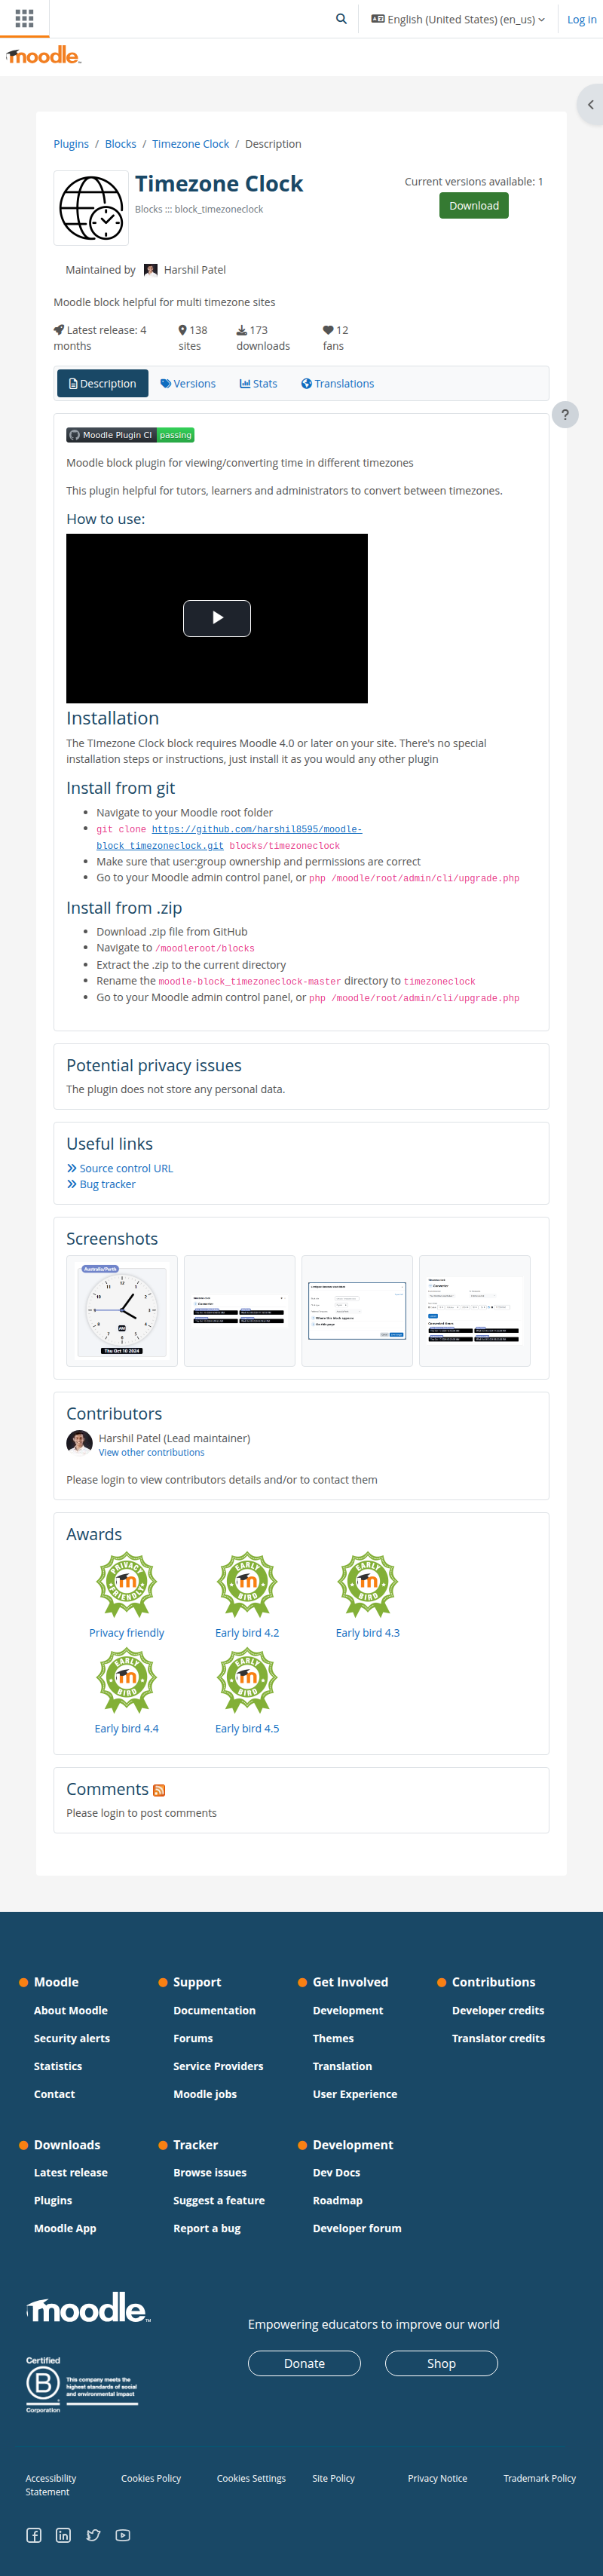 English (United States) (en_us)
Log in
moodle
Plugins / Blocks / Timezone Clock / Description
Timezone Clock
Blocks ::: block_timezoneclock
Current versions available: 1
Download
Maintained by Harshil Patel
Moodle block helpful for multi timezone sites
Latest release: 4 months
138 sites
173 downloads
12 fans
Description
Versions
Stats
Translations
?
Moodle Plugin CI passing
Moodle block plugin for viewing/converting time in different timezones
This plugin helpful for tutors, learners and administrators to convert between timezones.
How to use:
Installation
The TImezone Clock block requires Moodle 4.0 or later on your site. There's no special
installation steps or instructions, just install it as you would any other plugin
Install from git
Navigate to your Moodle root folder
git clone https://github.com/harshil8595/moodle-
block_timezoneclock.git blocks/timezoneclock
Make sure that user:group ownership and permissions are correct
Go to your Moodle admin control panel, or php /moodle/root/admin/cli/upgrade.php
Install from .zip
Download .zip file from GitHub
Navigate to /moodleroot/blocks
Extract the .zip to the current directory
Rename the moodle-block_timezoneclock-master directory to timezoneclock
Go to your Moodle admin control panel, or php /moodle/root/admin/cli/upgrade.php
Potential privacy issues
The plugin does not store any personal data.
Useful links
Source control URL
Bug tracker
Screenshots
Australia/Perth
AM
Thu Oct 10 2024
Contributors
Harshil Patel (Lead maintainer)
View other contributions
Please login to view contributors details and/or to contact them
Awards
Privacy friendly
Early bird 4.2
Early bird 4.3
Early bird 4.4
Early bird 4.5
Comments
Please login to post comments
Moodle
About Moodle
Security alerts
Statistics
Contact
Support
Documentation
Forums
Service Providers
Moodle jobs
Get Involved
Development
Themes
Translation
User Experience
Contributions
Developer credits
Translator credits
Downloads
Latest release
Plugins
Moodle App
Tracker
Browse issues
Suggest a feature
Report a bug
Development
Dev Docs
Roadmap
Developer forum
moodle
Empowering educators to improve our world
Donate
Shop
Certified
B
Corporation
This company meets the
highest standards of social
and environmental impact
Accessibility
Statement
Cookies Policy
Cookies Settings
Site Policy
Privacy Notice
Trademark Policy